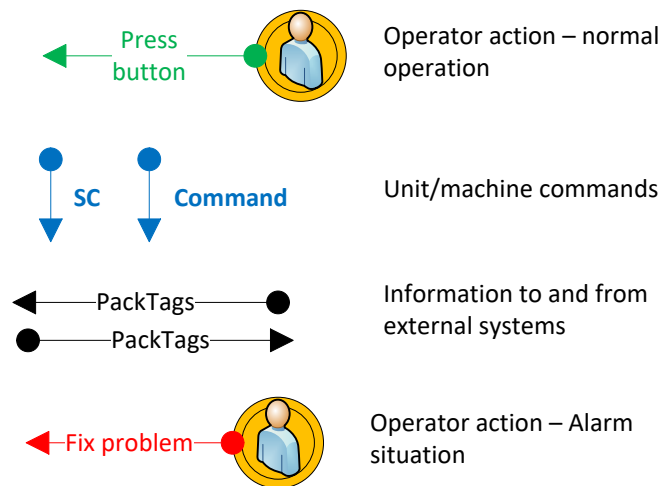 Press
button
Operator action – normal
operation
SC
Command
Unit/machine commands
PackTags
PackTags
Information to and from
external systems
Fix problem
Operator action – Alarm
situation